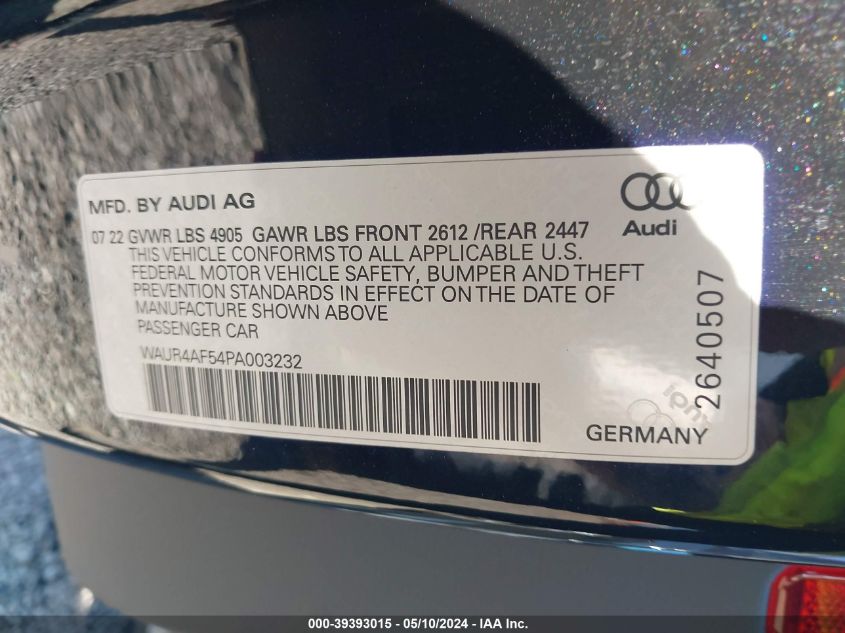 MFD. BY AUDI AG
07 22 GVWR LBS 4905 GAWR LBS FRONT 2612 /REAR 2447
THIS VEHICLE CONFORMS TO ALL APPLICABLE U.S.
FEDERAL MOTOR VEHICLE SAFETY, BUMPER AND THEFT
PREVENTION STANDARDS IN EFFECT ON THE DATE OF
MANUFACTURE SHOWN ABOVE
PASSENGER CAR
WAUR4AF54PA003232
Audi
2640507
GERMANY
000-39393015 - 05/10/2024 - IAA Inc.